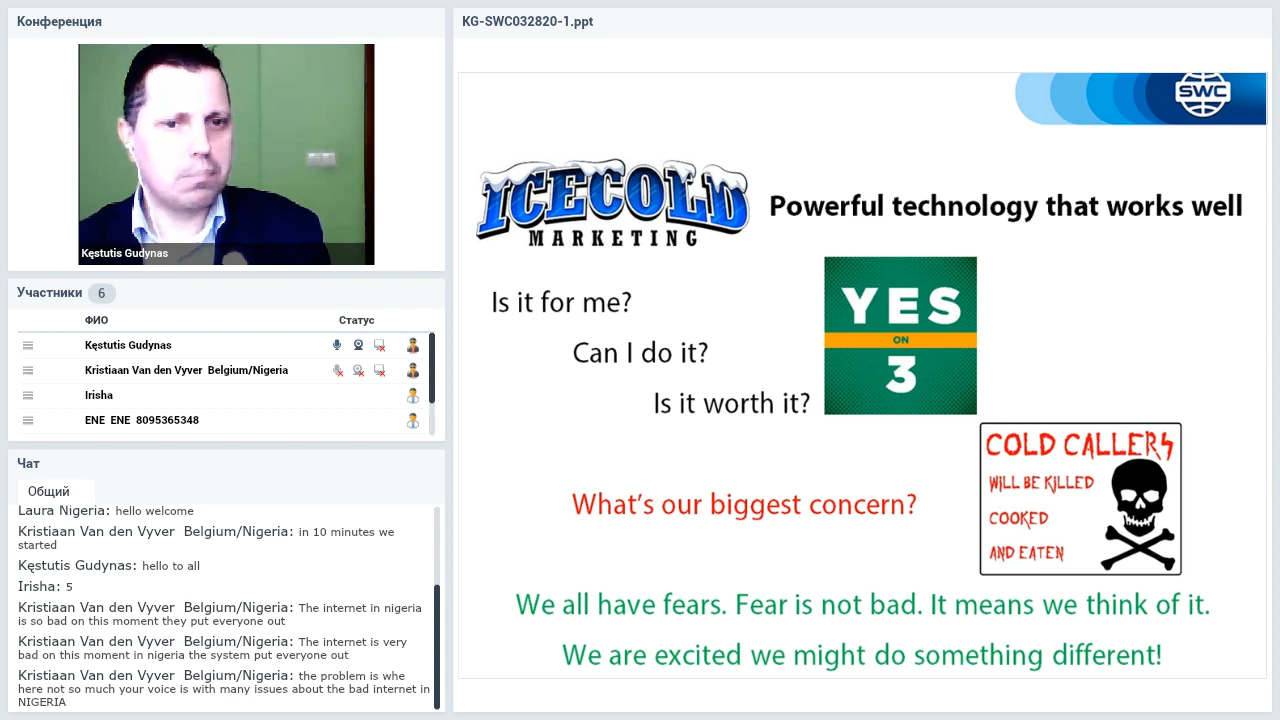 Конференция
Kęstutis Gudynas
Участники 6
ФИО Статус
Kęstutis Gudynas
Kristiaan Van den Vyver Belgium/Nigeria
Irisha
ENE ENE 8095365348
Чат
Общий
Laura Nigeria: hello welcome
Kristiaan Van den Vyver Belgium/Nigeria: in 10 minutes we
started
Kęstutis Gudynas: hello to all
Irisha: 5
Kristiaan Van den Vyver Belgium/Nigeria: The internet in nigeria
is so bad on this moment they put everyone out
Kristiaan Van den Vyver Belgium/Nigeria: The internet is very
bad on this moment in nigeria the system put everyone out
Kristiaan Van den Vyver Belgium/Nigeria: the problem is whe
here not so much your voice is with many issues about the bad internet in
NIGERIA
KG-SWC032820-1.ppt
SWC
ICECOLD
MARKETING
Powerful technology that works well
Is it for me?
Can I do it?
Is it worth it?
YES
ON
3
What's our biggest concern?
COLD CALLERS
WILL BE KILLED
COOKED
AND EATEN
We all have fears. Fear is not bad. It means we think of it.
We are excited we might do something different!